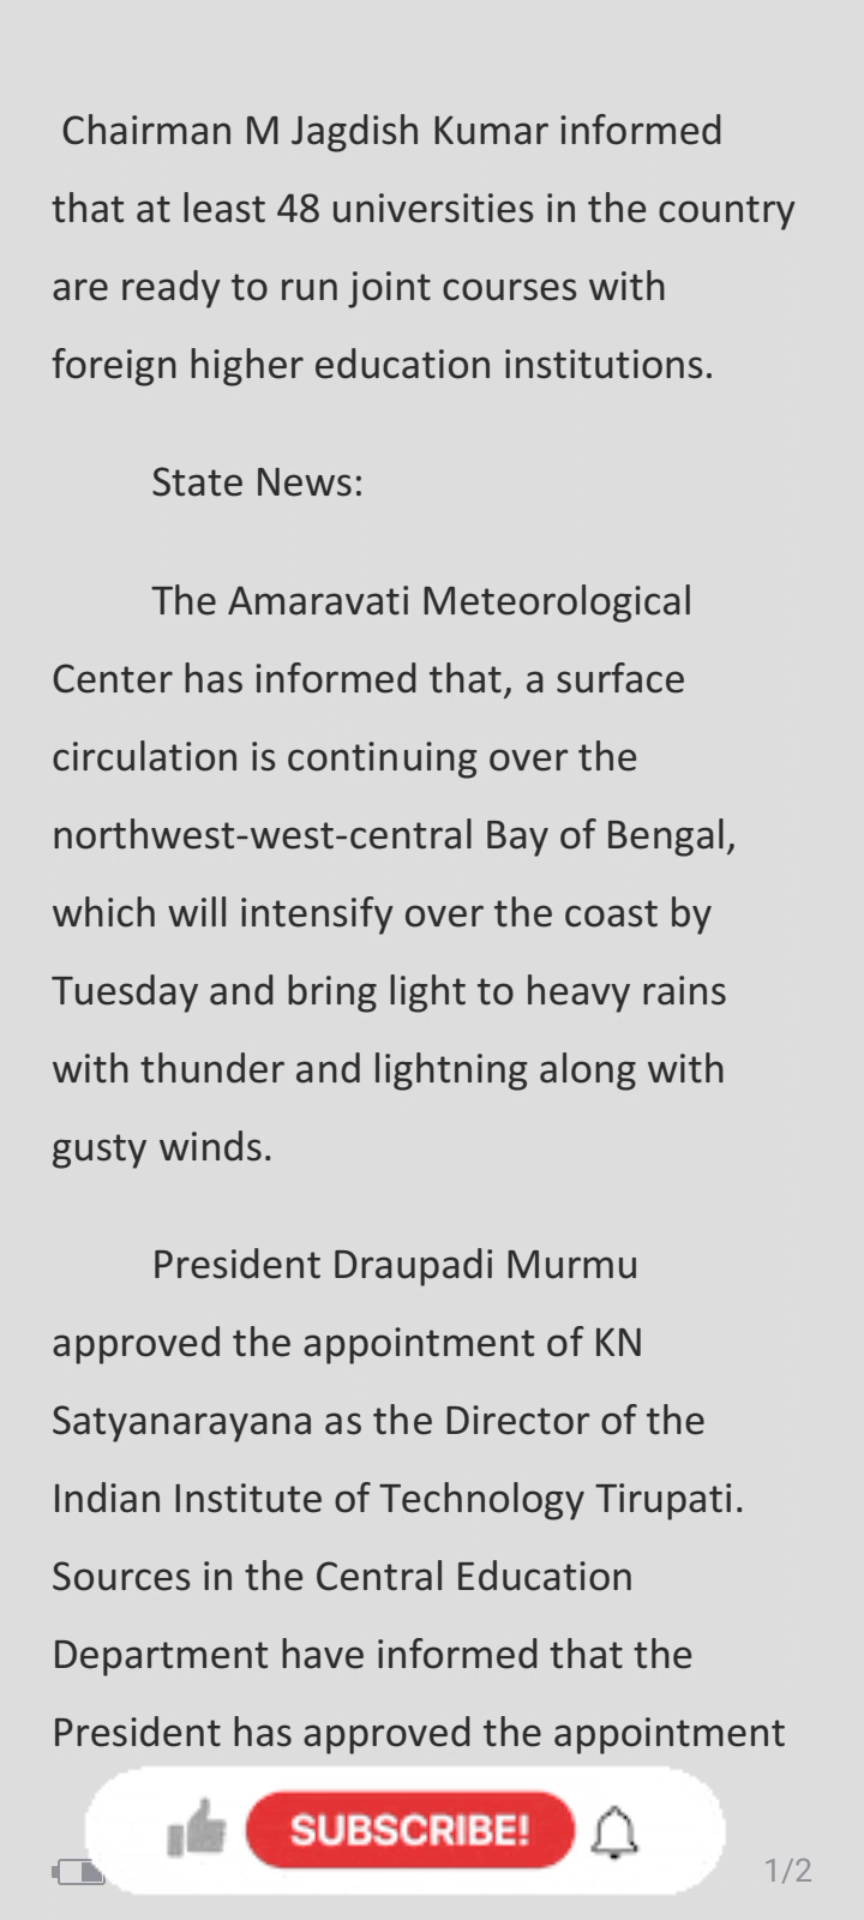 Chairman M Jagdish Kumar informed
that at least 48 universities in the country
are ready to run joint courses with
foreign higher education institutions.
State News:
The Amaravati Meteorological
Center has informed that, a surface
circulation is continuing over the
northwest-west-central Bay of Bengal,
which will intensify over the coast by
Tuesday and bring light to heavy rains
with thunder and lightning along with
gusty winds.
President Draupadi Murmu
approved the appointment of KN
Satyanarayana as the Director of the
Indian Institute of Technology Tirupati.
Sources in the Central Education
Department have informed that the
President has approved the appointment
SUBSCRIBE!
1/2